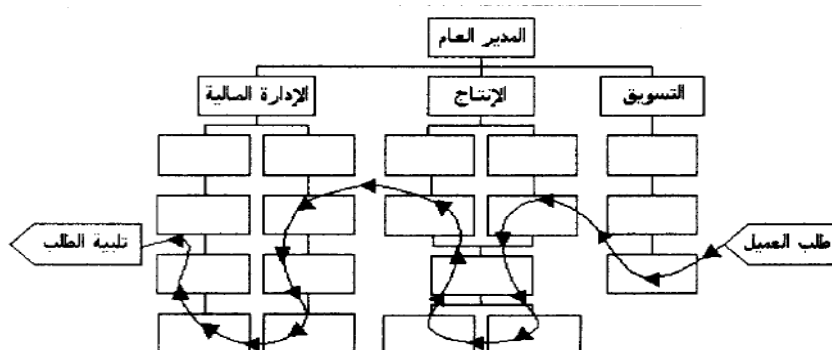 المدير العام
التسويق
الإنتاج
الإدارة المالية
طلب العميل
تلبية الطلب